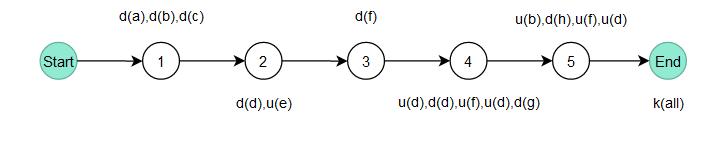 d(a),d(b),d(c)
d(f)
u(b),d(h),u(f),u(d)
Start
1
2
3
4
5
End
d(d),u(e)
u(d),d(d),u(f),u(d),d(g)
k(all)